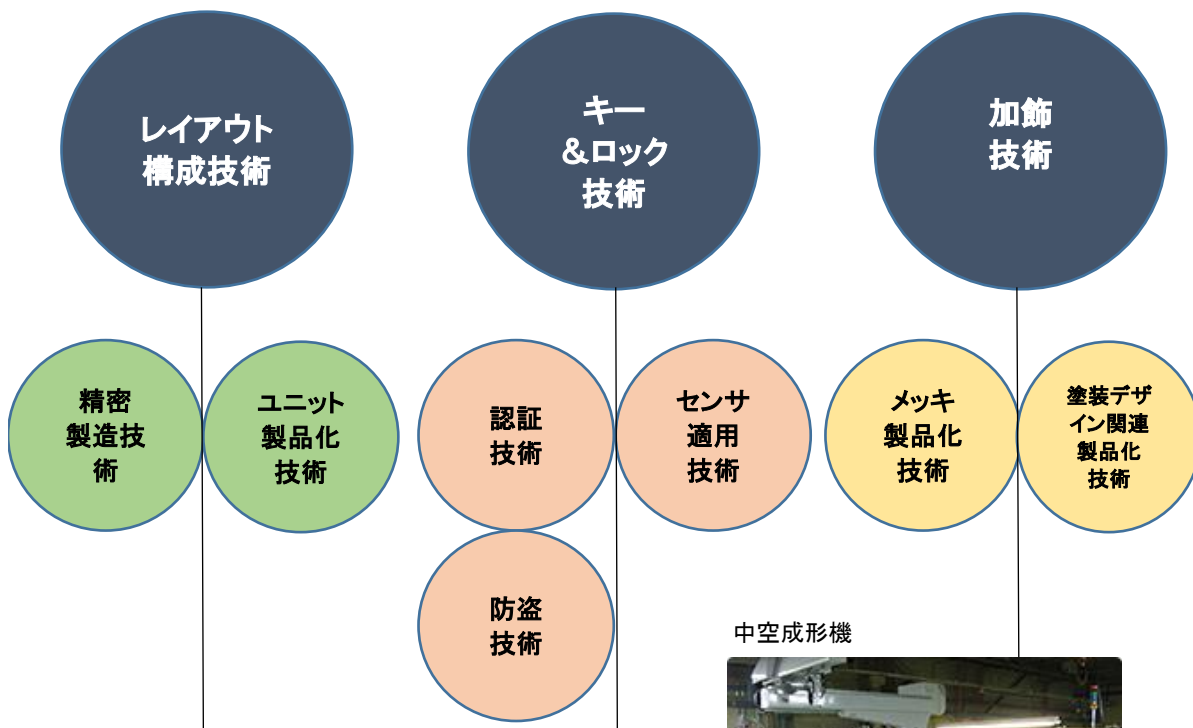 レイアウト
構成技術
キー
&ロック
技術
加飾
技術
精密
製造技
術
ユニット
製品化
技術
認証
技術
センサ
適用
技術
メッキ
製品化
技術
塗装デザ
イン関連
製品化
技術
防盗
技術
中空成形機